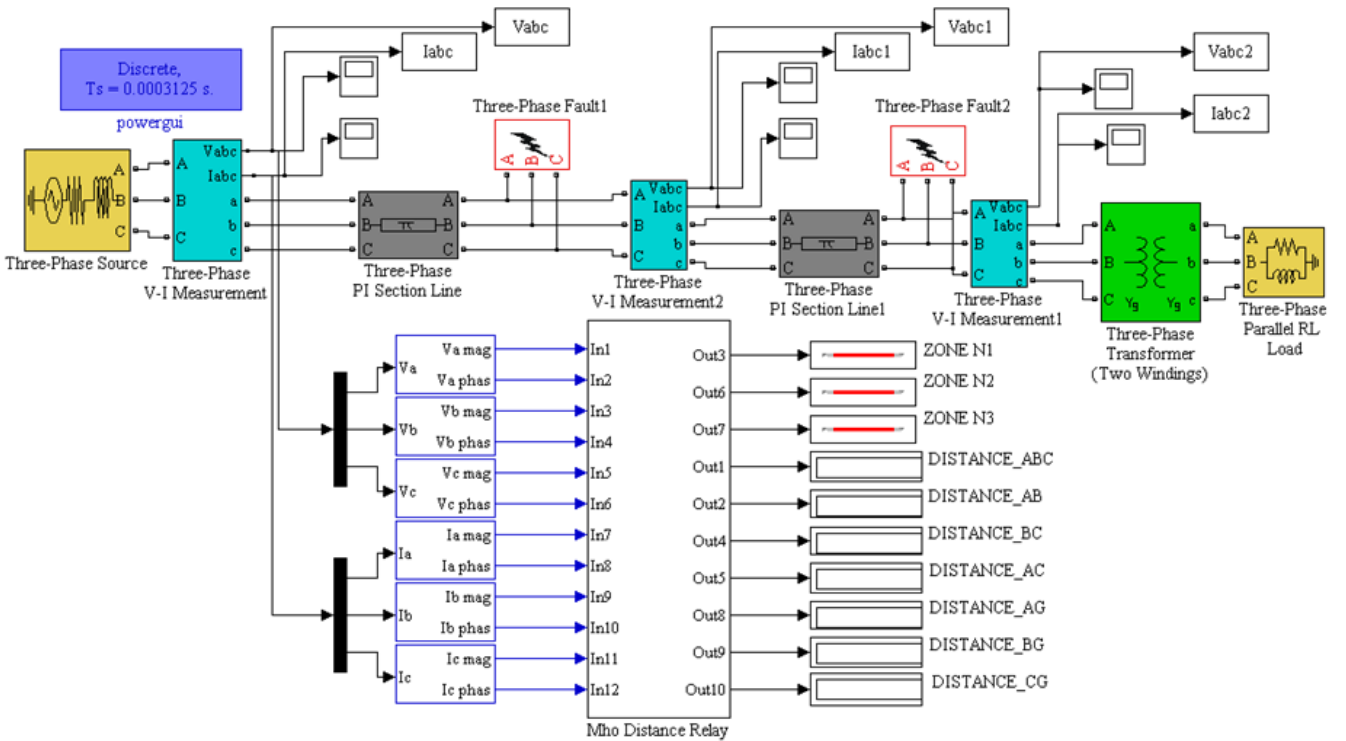 Vabc
Iabc
Vabc1
Iabc1
Vabc2
Iabc2
Discrete,
Ts = 0.0003125 s.
powergui
Three-Phase Fault1
A B C
Three-Phase Fault2
A B C
A
B
C
Three-Phase Source
A
B
C
Vabc
Iabc
a
b
c
Three-Phase
V-I Measurement
A
B
C
A
B
C
Three-Phase
PI Section Line
A
B
C
Vabc
Iabc
a
b
c
Three-Phase
V-I Measurement2
A
B
C
A
B
C
Three-Phase
PI Section Line1
A
B
C
Vabc
Iabc
a
b
c
Three-Phase
V-I Measurement1
A
B
C
a
b
c
Yg Yg
Three-Phase
Transformer
(Two Windings)
A
B
C
Three-Phase
Parallel RL
Load
Va
Va mag
Va phas
Vb
Vb mag
Vb phas
Vc
Vc mag
Vc phas
Ia
Ia mag
Ia phas
Ib
Ib mag
Ib phas
Ic
Ic mag
Ic phas
In1
In2
In3
In4
In5
In6
In7
In8
In9
In10
In11
In12
Out3
Out6
Out7
Out1
Out2
Out4
Out5
Out8
Out9
Out10
Mho Distance Relay
ZONE N1
ZONE N2
ZONE N3
DISTANCE_ABC
DISTANCE_AB
DISTANCE_BC
DISTANCE_AC
DISTANCE_AG
DISTANCE_BG
DISTANCE_CG